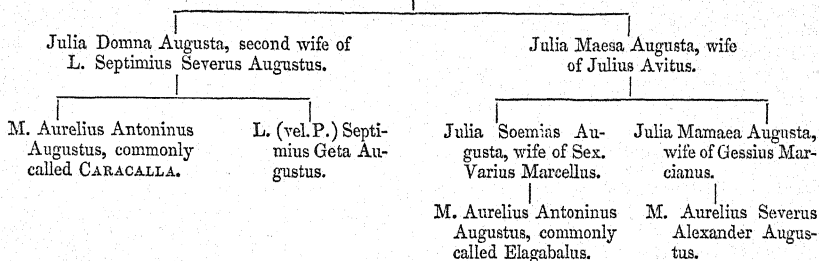 Julia Domna Augusta, second wife of
L. Septimius Severus Augustus.
Julia Maesa Augusta, wife
of Julius Avitus.
M. Aurelius Antoninus
Augustus, commonly
called CARACALLA.
L. (vel. P.) Septi-
mius Geta Au-
gustus.
Julia Soemias Au-
gusta, wife of Sex.
Varius Marcellus.
Julia Mamaea Augusta,
wife of Gessius Mar-
cianus.
M. Aurelius Antoninus
Augustus, commonly
called Elagabalus.
M. Aurelius Severus
Alexander Augus-
tus.